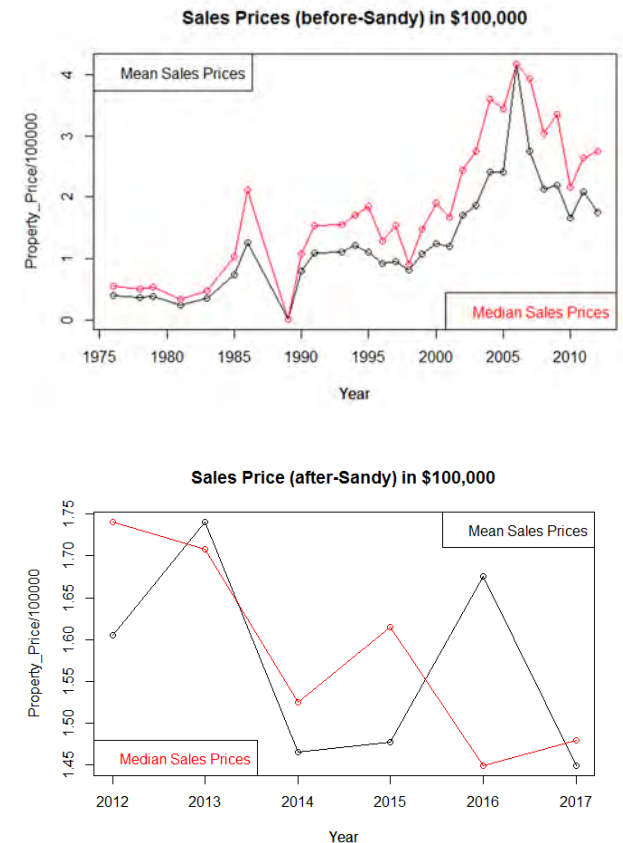 Sales Prices (before-Sandy) in $100,000
Mean Sales Prices
Property_Price/100000
4
3
2
1
0
Median Sales Prices
1975 1980 1985 1990 1995 2000 2005 2010
Year
Sales Price (after-Sandy) in $100,000
Mean Sales Prices
Property_Price/100000
1.75
1.70
1.65
1.60
1.55
1.50
1.45
Median Sales Prices
2012 2013 2014 2015 2016 2017
Year